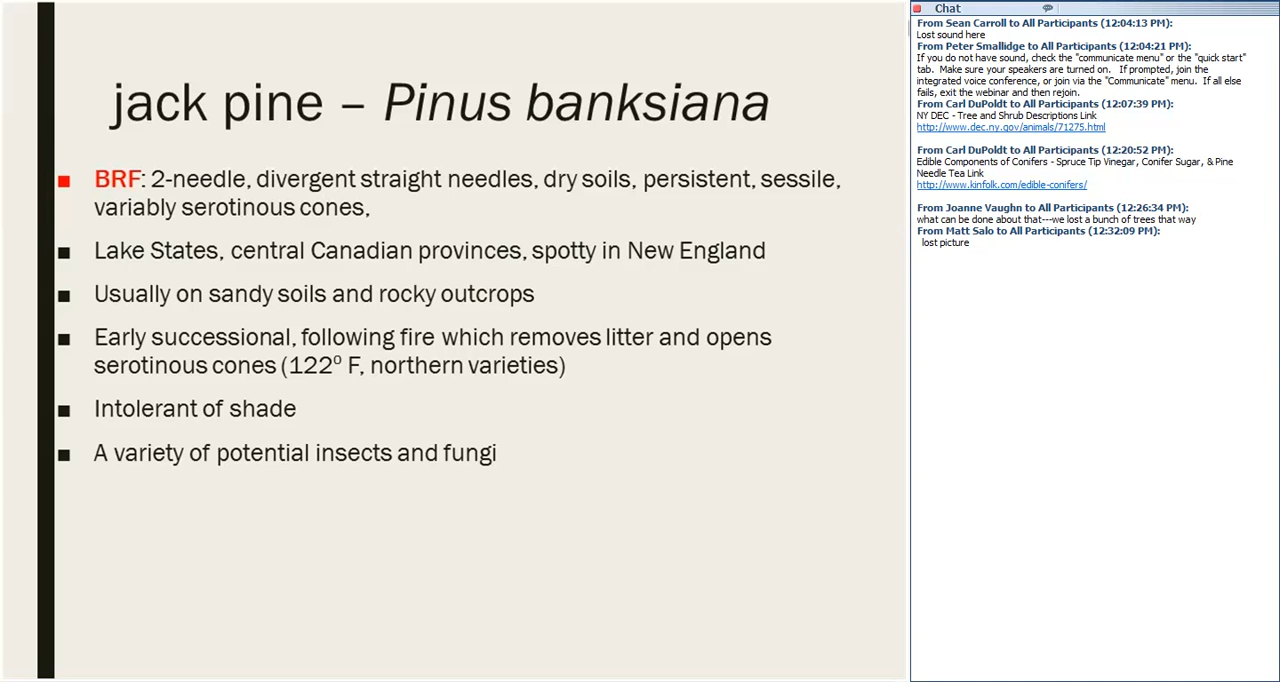 jack pine – Pinus banksiana
BRF: 2-needle, divergent straight needles, dry soils, persistent, sessile,
variably serotinous cones,
Lake States, central Canadian provinces, spotty in New England
Usually on sandy soils and rocky outcrops
Early successional, following fire which removes litter and opens
serotinous cones (122º F, northern varieties)
Intolerant of shade
A variety of potential insects and fungi
Chat
From Sean Carroll to All Participants (12:04:13 PM):
Lost sound here
From Peter Smallidge to All Participants (12:04:21 PM):
If you do not have sound, check the "communicate menu" or the "quick start"
tab. Make sure your speakers are turned on. If prompted, join the
integrated voice conference, or join via the "Communicate" menu. If all else
fails, exit the webinar and then rejoin.
From Carl DuPoldt to All Participants (12:07:39 PM):
NY DEC - Tree and Shrub Descriptions Link
http://www.dec.ny.gov/animals/71275.html
From Carl DuPoldt to All Participants (12:20:52 PM):
Edible Components of Conifers - Spruce Tip Vinegar, Conifer Sugar, & Pine
Needle Tea Link
http://www.kinfolk.com/edible-conifers/
From Joanne Vaughn to All Participants (12:26:34 PM):
what can be done about that---we lost a bunch of trees that way
From Matt Salo to All Participants (12:32:09 PM):
lost picture